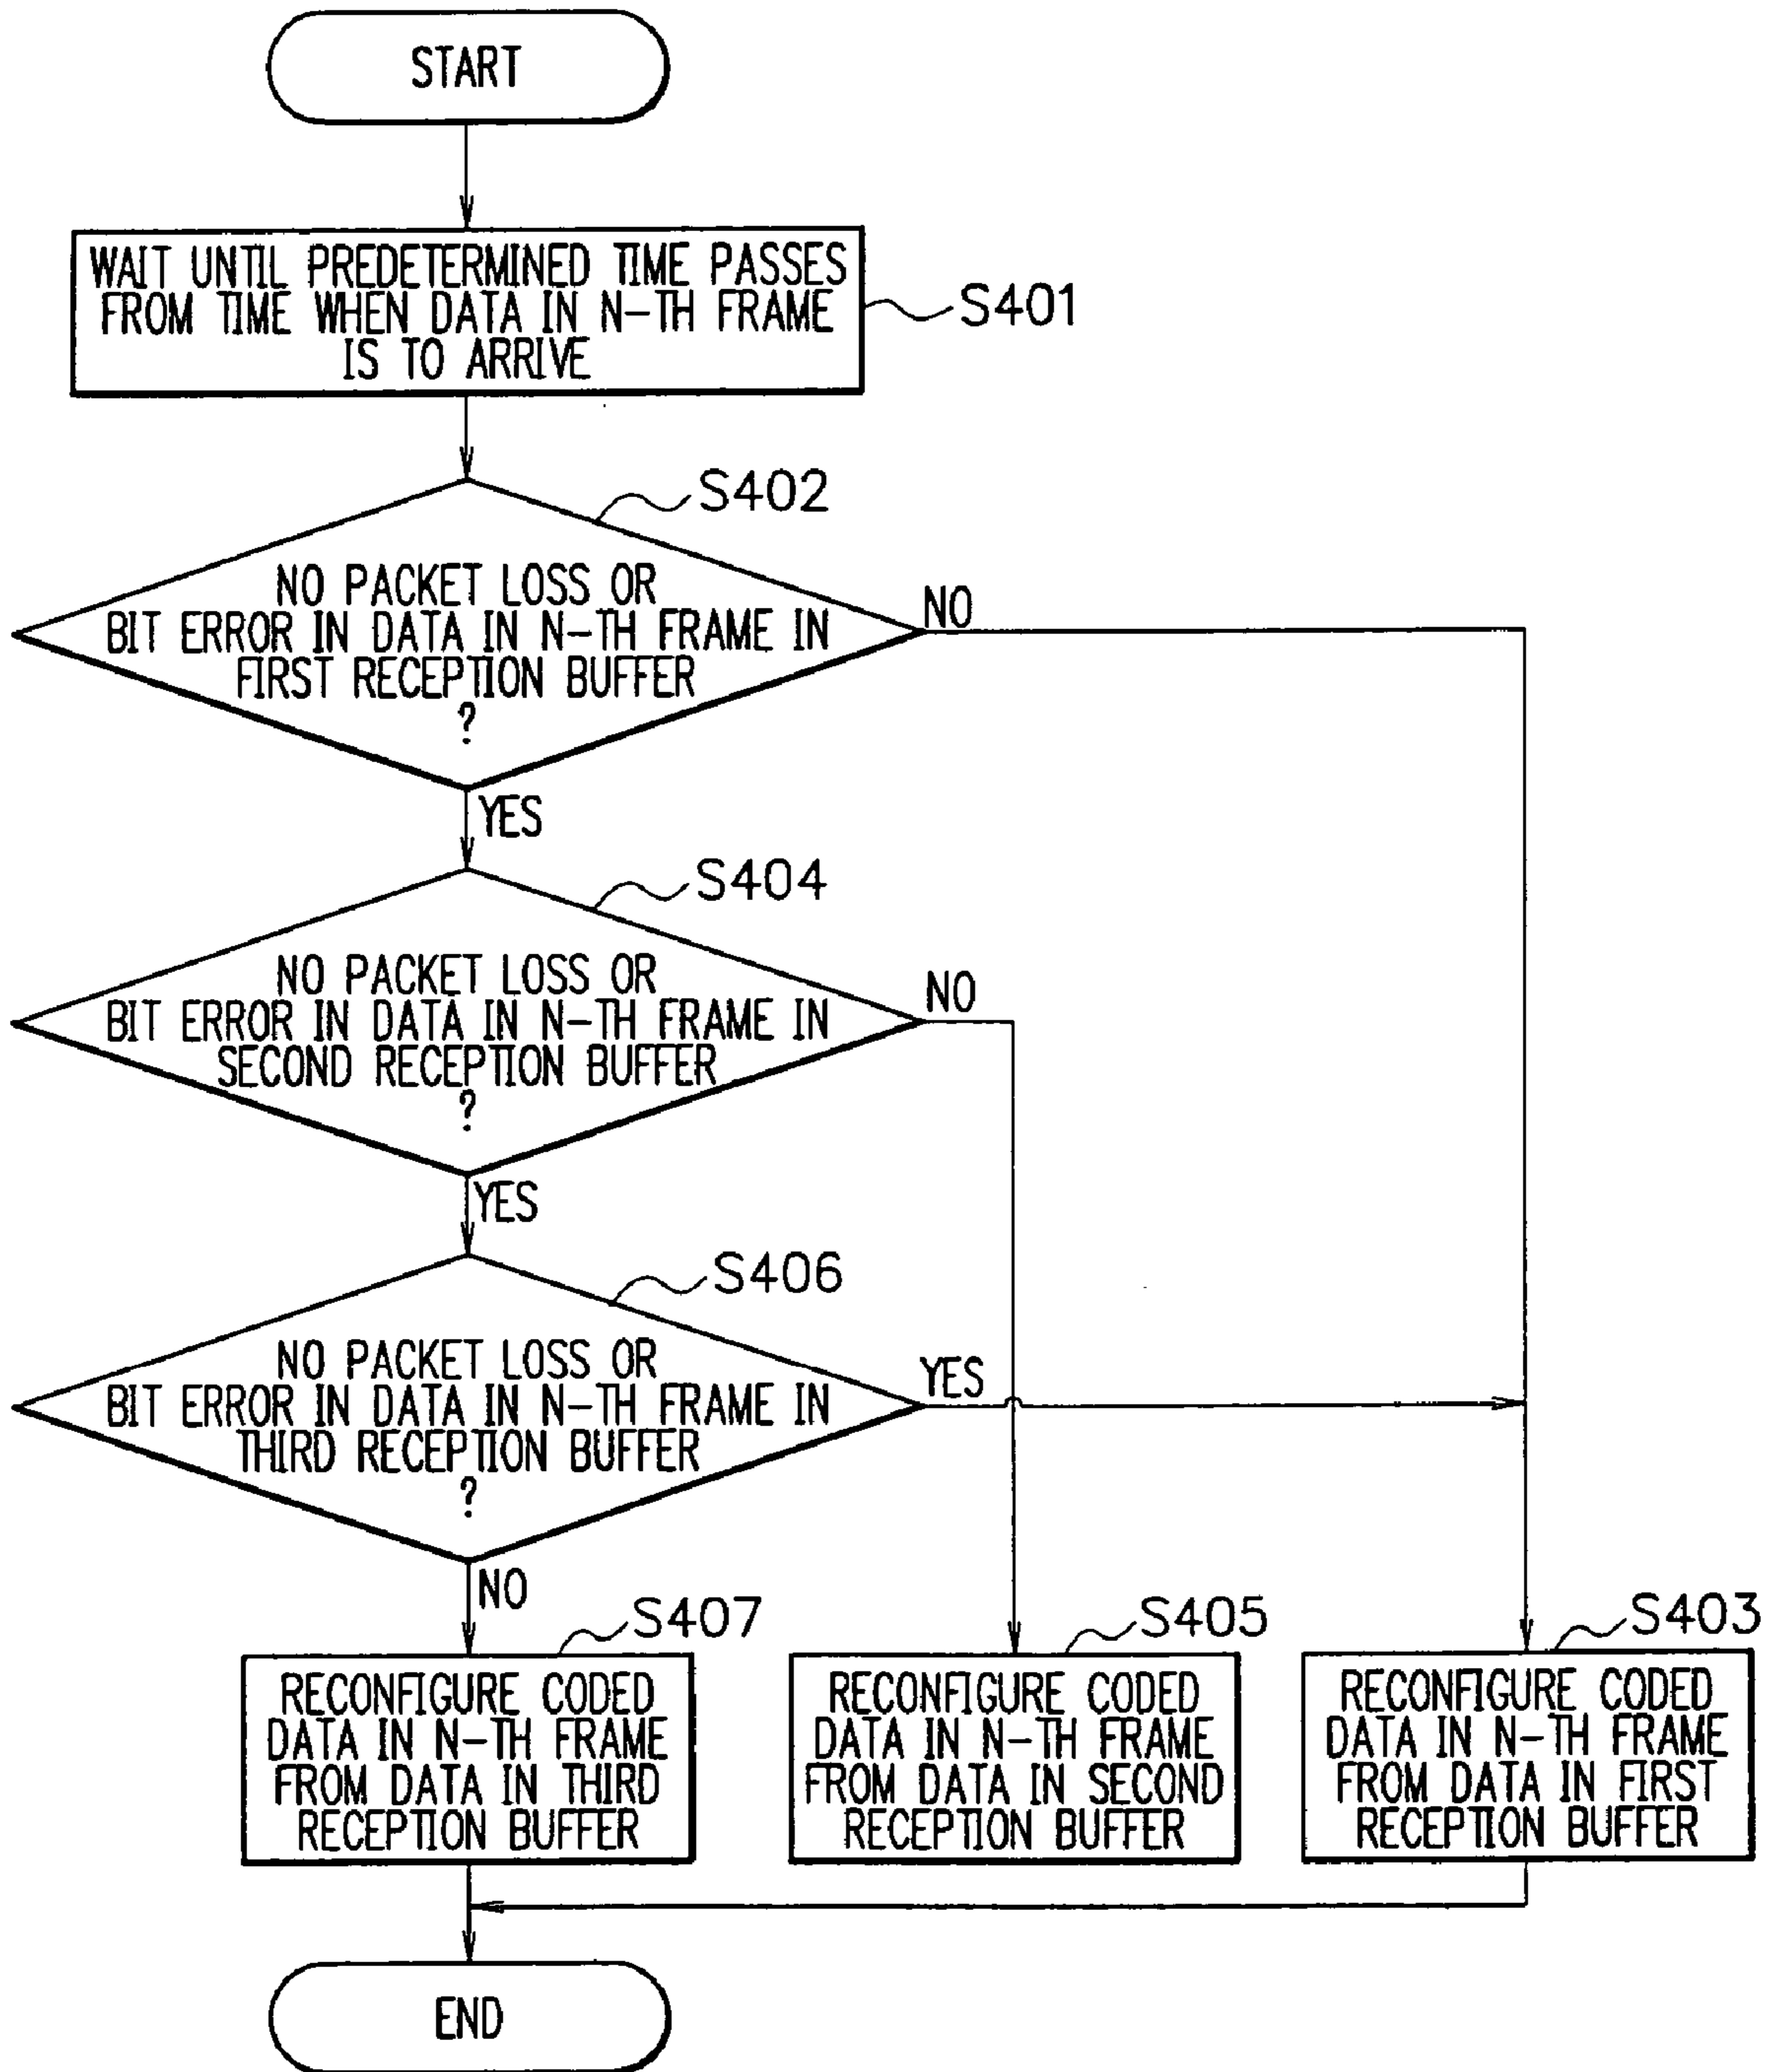 START
WAIT UNTIL PREDETERMINED TIME PASSES
FROM TIME WHEN DATA IN N-TH FRAME
IS TO ARRIVE
S401
S402
NO PACKET LOSS OR
BIT ERROR IN DATA IN N-TH FRAME IN
FIRST RECEPTION BUFFER
?
NO
YES
S404
NO PACKET LOSS OR
BIT ERROR IN DATA IN N-TH FRAME IN
SECOND RECEPTION BUFFER
?
NO
YES
S406
NO PACKET LOSS OR
BIT ERROR IN DATA IN N-TH FRAME IN
THIRD RECEPTION BUFFER
?
YES
NO
S407
RECONFIGURE CODED
DATA IN N-TH FRAME
FROM DATA IN THIRD
RECEPTION BUFFER
S405
RECONFIGURE CODED
DATA IN N-TH FRAME
FROM DATA IN SECOND
RECEPTION BUFFER
S403
RECONFIGURE CODED
DATA IN N-TH FRAME
FROM DATA IN FIRST
RECEPTION BUFFER
END